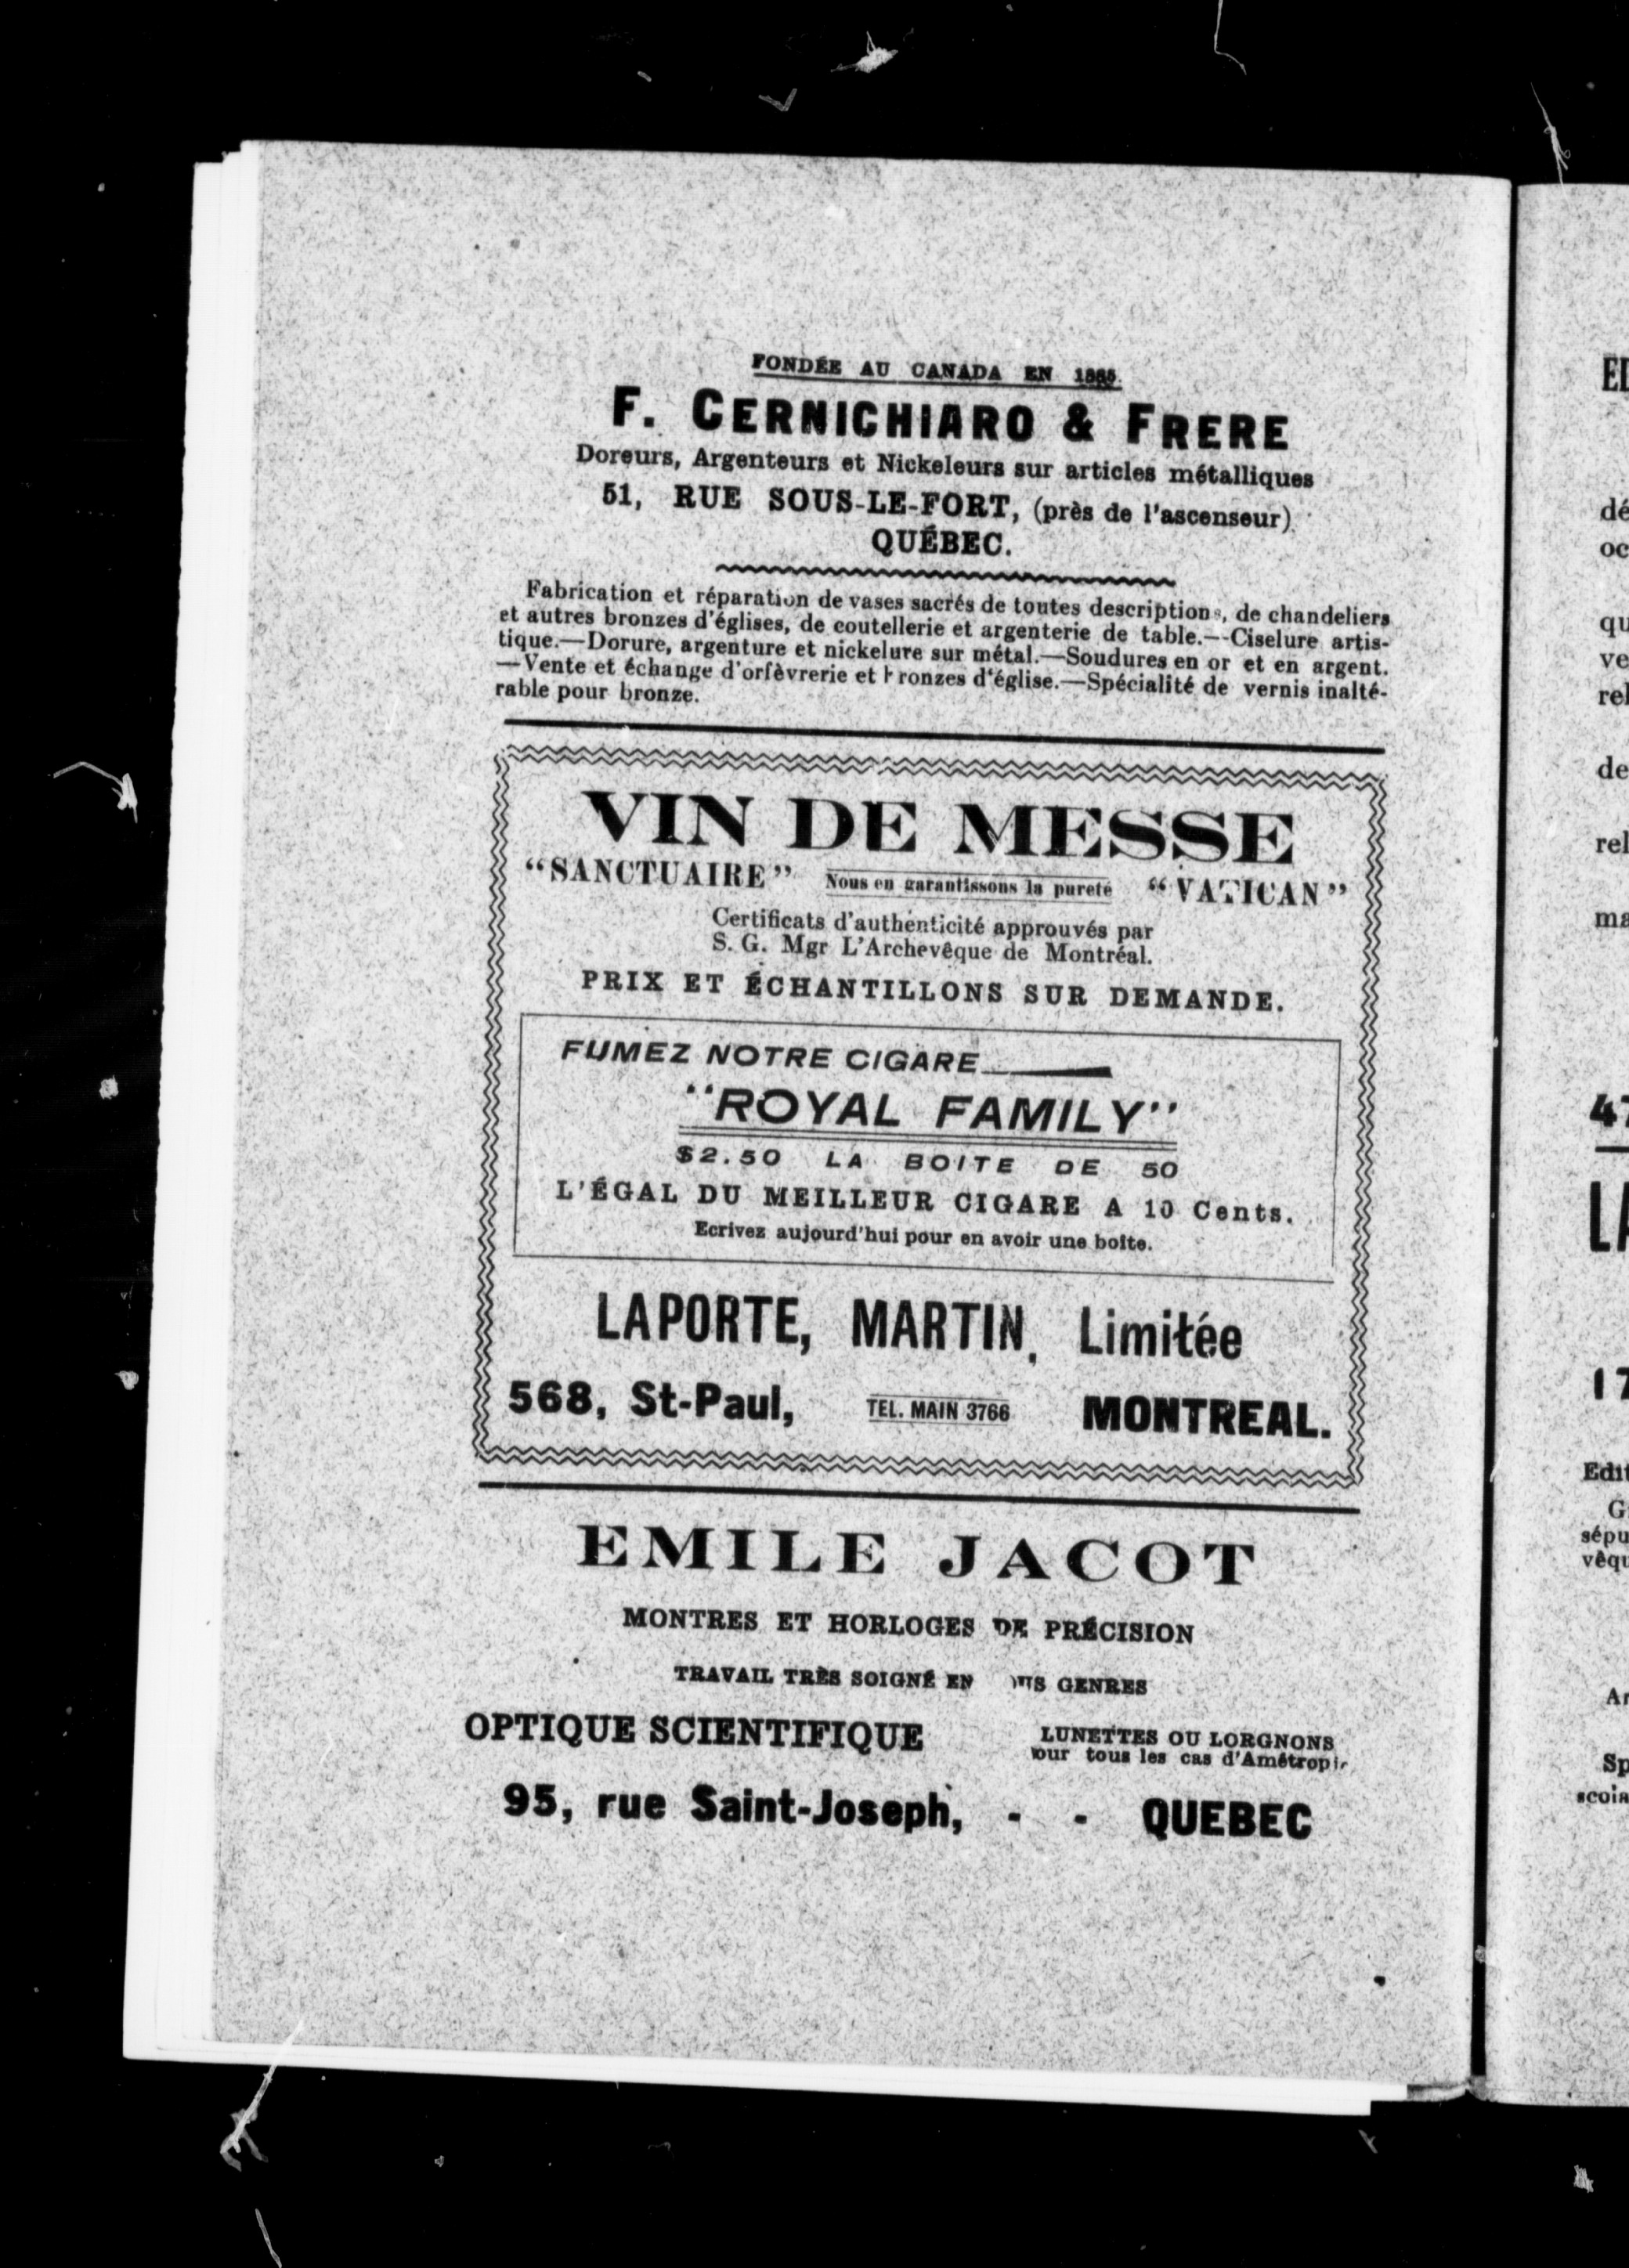 FONDÉE AU CANADA EN
F. CERNICHIARO & FRERE
Doreurs, Argenteurs et Nickeleurs sur articles métalliques
51, RUE SOUS-LE-FORT, (près de l'ascenseur)
QUÉBEC.
Fabrication et réparation de vases sacrés de toutes descriptions, de chandeliers
et autres bronzes d'églises, de coutellerie et argenterie de table.—Ciselure artis-
tique.—Dorure, argenture et nickelure sur métal.—Soudures en or et en argent.
—Vente et échange d'orfèvrerie et bronzes d'église.—Spécialité de vernis inalté-
rable pour bronze.
VIN DE MESSE
"SANCTUAIRE" Nous en garantissons la pureté "VATICAN"
Certificats d'authenticité approuvés par
S. G. Mgr L'Archevêque de Montréal.
PRIX ET ÉCHANTILLONS SUR DEMANDE.
FUMEZ NOTRE CIGARE
"ROYAL FAMILY"
$2.50 LA BOITE DE 50
L'ÉGAL DU MEILLEUR CIGARE A 10 Cents.
Ecrivez aujourd'hui pour en avoir une boîte.
LAPORTE, MARTIN, Limitée
568, St-Paul, TEL. MAIN 3766 MONTREAL.
EMILE JACOT
MONTRES ET HORLOGES DE PRÉCISION
TRAVAIL TRÈS SOIGNÉ EN GENRES
OPTIQUE SCIENTIFIQUE LUNETTES OU LORGNONS
tous les cas d'Amétropie
95, rue Saint-Joseph, - - QUEBEC